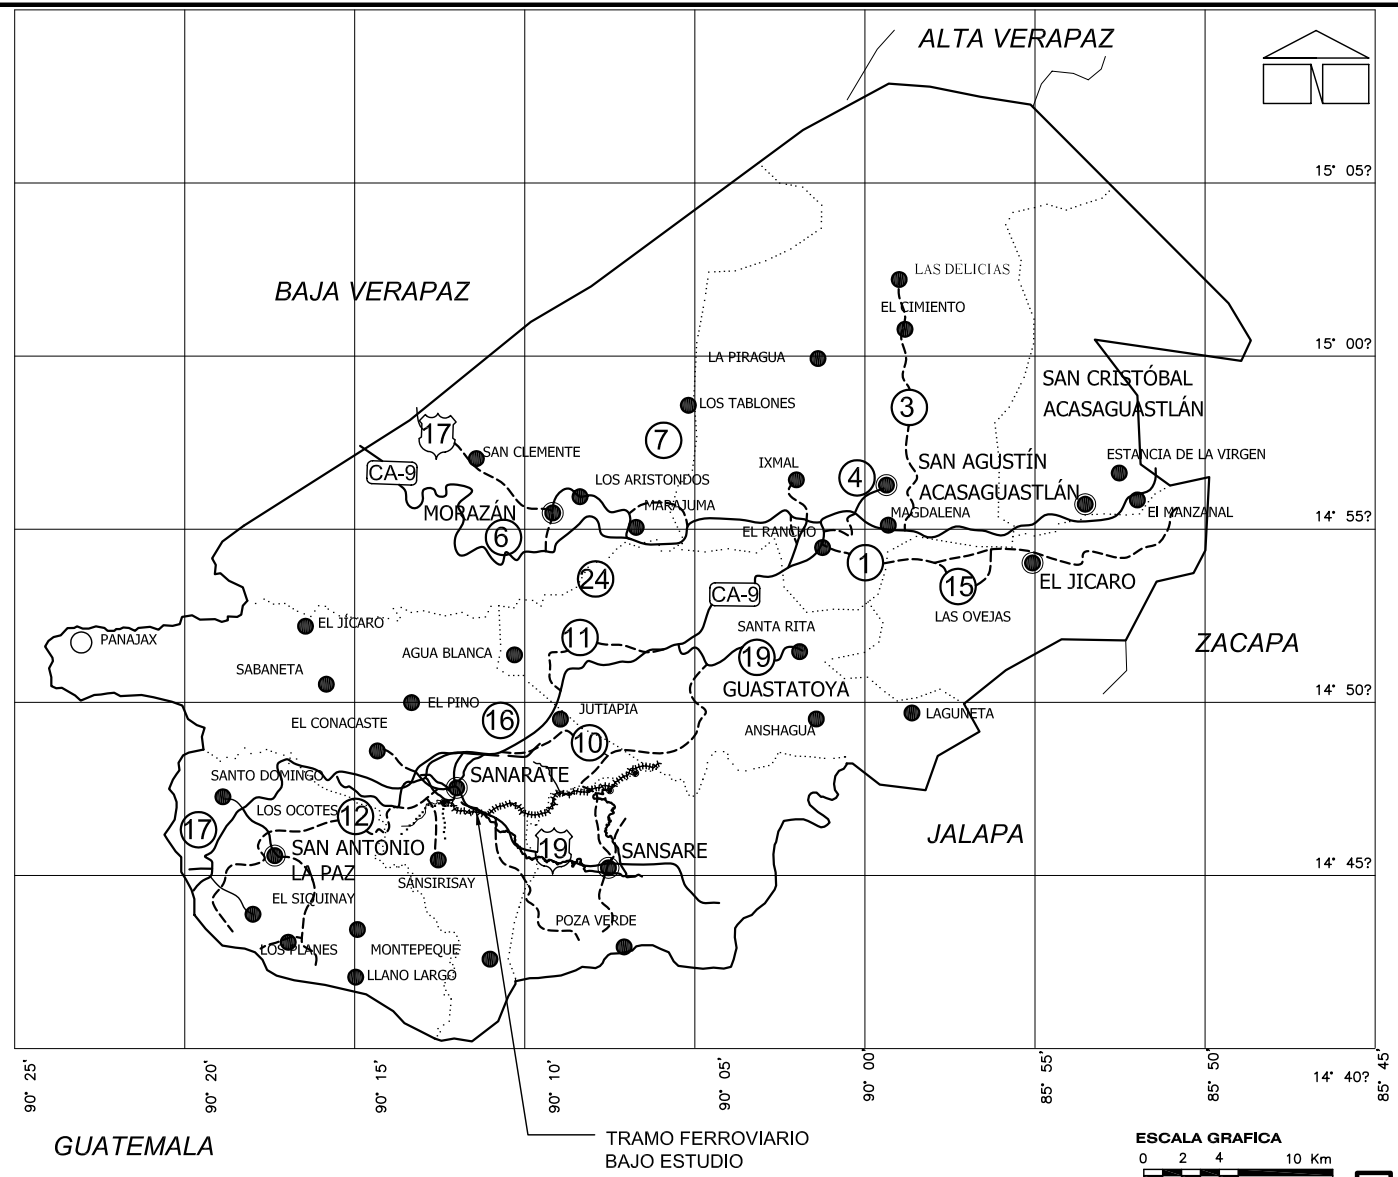 ALTA VERAPAZ
15° 05?
BAJA VERAPAZ
LAS DELICIAS
EL CIMIENTO
15° 00?
LA PIRAGUA
SAN CRISTÓBAL
ACASAGUASTLÁN
LOS TABLONES
3
17
7
SAN CLEMENTE
IXMAL
SAN AGUSTÍN
ACASAGUASTLÁN
ESTANCIA DE LA VIRGEN
CA-9
LOS ARISTONDOS
4
MORAZÁN
MARAJUMA
MAGDALENA
El MANZANAL
14° 55?
6
EL RANCHO
1
24
CA-9
15
EL JICARO
LAS OVEJAS
PANAJAX
EL JÍCARO
11
SANTA RITA
ZACAPA
AGUA BLANCA
19
SABANETA
GUASTATOYA
14° 50?
EL PINO
JUTIAPIA
LAGUNETA
EL CONACASTE
16
ANSHAGUA
10
SANTO DOMINGO
SANARATE
LOS OCOTES
12
17
JALAPA
SAN ANTONIO
LA PAZ
19
SANSARE
14° 45?
SANSIRISAY
EL SIQUINAY
POZA VERDE
LOS PLANES
MONTEPEQUE
LLANO LARGO
90° 25'
90° 20'
90° 15'
90° 10'
90° 05'
90° 00
85° 55'
85° 50
85° 45'
14° 40?
GUATEMALA
TRAMO FERROVIARIO
BAJO ESTUDIO
ESCALA GRAFICA
0 2 4 10 Km